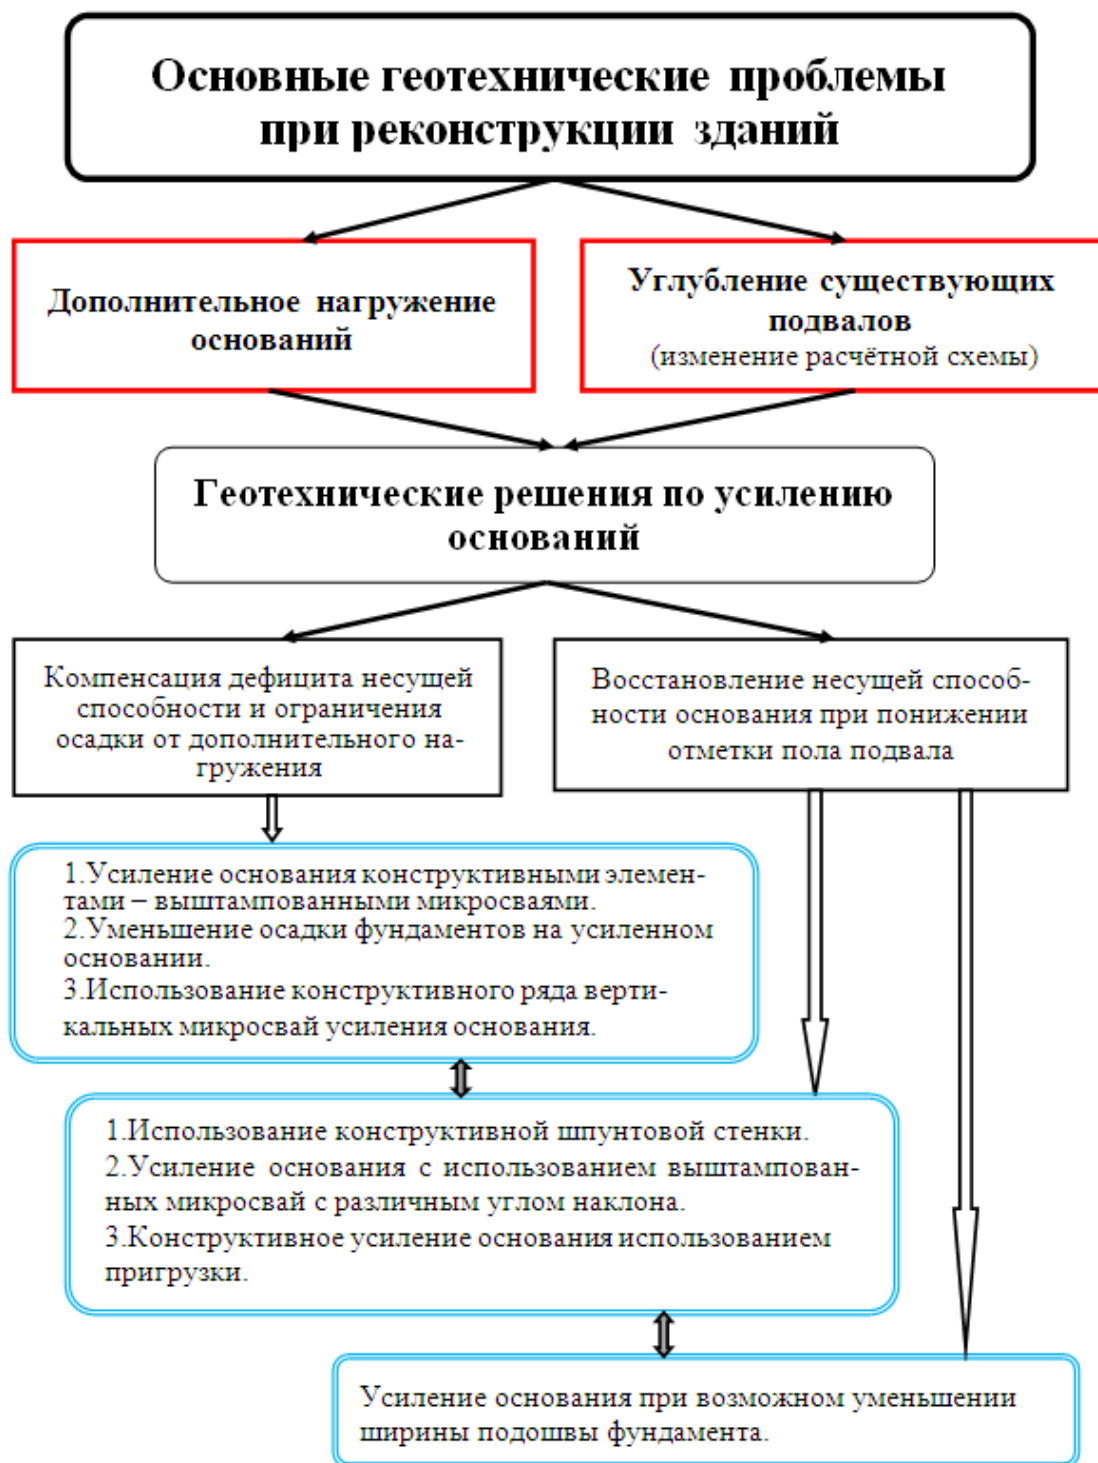 Основные геотехнические проблемы
при реконструкции зданий
Дополнительное нагружение
оснований
Углубление существующих
подвалов
(изменение расчётной схемы)
Геотехнические решения по усилению
оснований
Компенсация дефицита несущей
способности и ограничения
осадки от дополнительного на-
гружения
Восстановление несущей способ-
ности основания при понижении
отметки пола подвала
1.Усиление основания конструктивными элемен-
тами – выштампованными микросваями.
2.Уменьшение осадки фундаментов на усиленном
основании.
3.Использование конструктивного ряда верти-
кальных микросвай усиления основания.
1.Использование конструктивной шпунтовой стенки.
2.Усиление основания с использованием выштампован-
ных микросвай с различным углом наклона.
3.Конструктивное усиление основания использованием
пригрузки.
Усиление основания при возможном уменьшении
ширины подошвы фундамента.